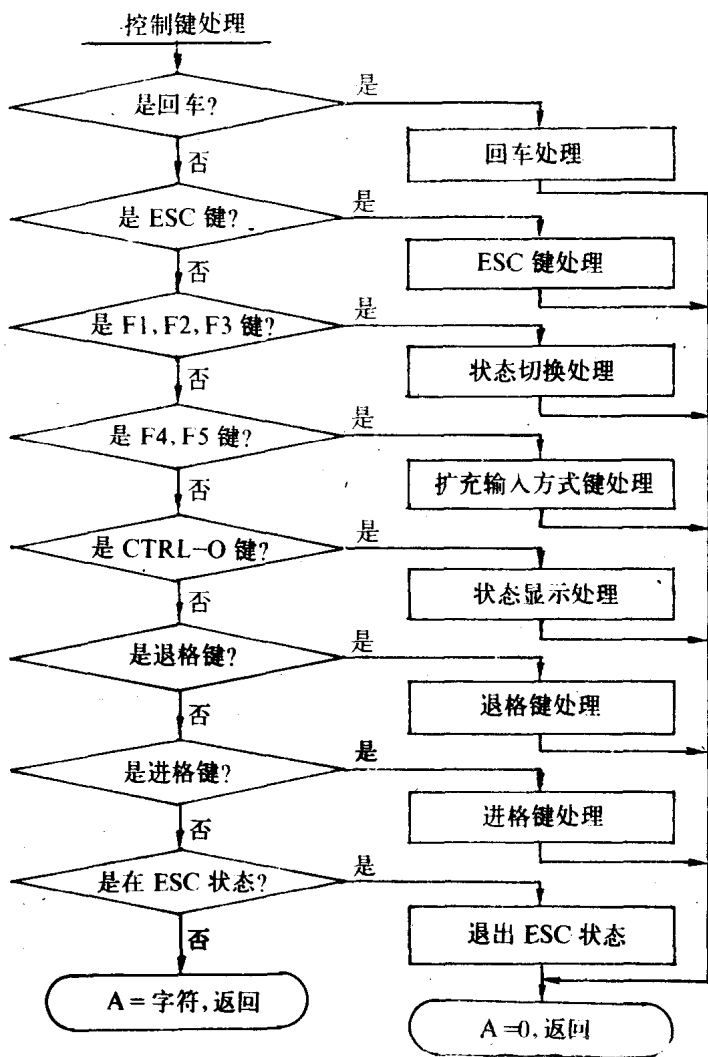 控制键处理
是回车?
是
回车处理
否
是 ESC 键?
是
ESC 键处理
否
是 F1, F2, F3 键?
是
状态切换处理
否
是 F4, F5 键?
是
扩充输入方式键处理
否
是 CTRL-O 键?
是
状态显示处理
否
是退格键?
是
退格键处理
否
是进格键?
是
进格键处理
否
是在 ESC 状态?
是
退出 ESC 状态
否
A = 字符, 返回
A = 0, 返回